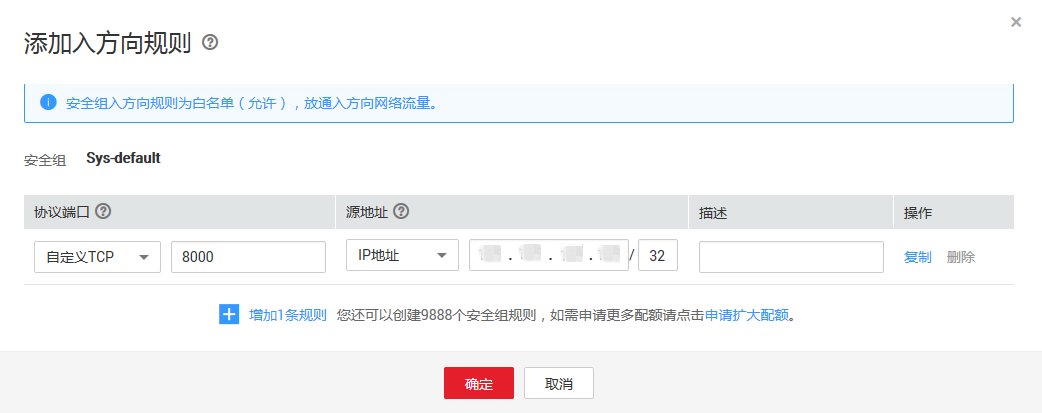 添加入方向规则
安全组入方向规则为白名单（允许），放通入方向网络流量。
安全组 Sys-default
协议端口 源地址 描述 操作
自定义TCP 8000 IP地址 . . . / 32 复制 删除
增加1条规则 您还可以创建9888个安全组规则，如需申请更多配额请点击申请扩大配额。
确定 取消